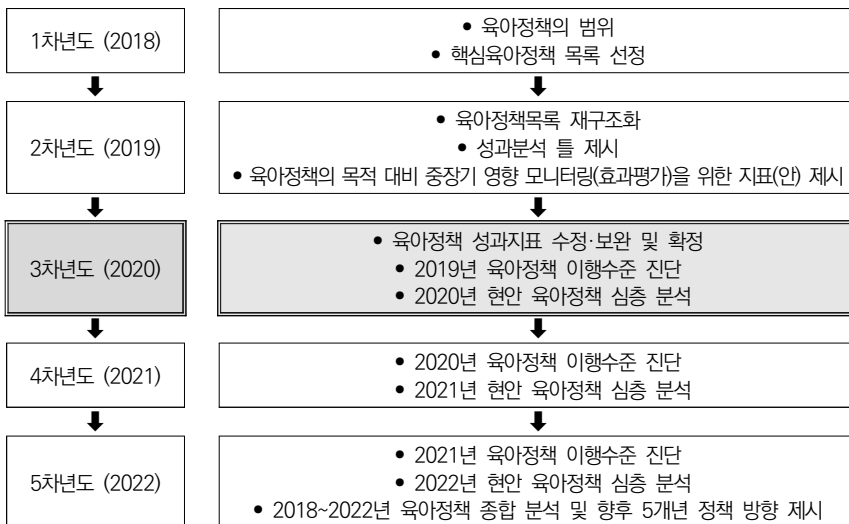 1차년도 (2018)
• 육아정책의 범위
• 핵심육아정책 목록 선정
2차년도 (2019)
• 육아정책목록 재구조화
• 성과분석 틀 제시
• 육아정책의 목적 대비 중장기 영향 모니터링(효과평가)을 위한 지표(안) 제시
3차년도 (2020)
• 육아정책 성과지표 수정·보완 및 확정
• 2019년 육아정책 이행수준 진단
• 2020년 현안 육아정책 심층 분석
4차년도 (2021)
• 2020년 육아정책 이행수준 진단
• 2021년 현안 육아정책 심층 분석
5차년도 (2022)
• 2021년 육아정책 이행수준 진단
• 2022년 현안 육아정책 심층 분석
• 2018~2022년 육아정책 종합 분석 및 향후 5개년 정책 방향 제시